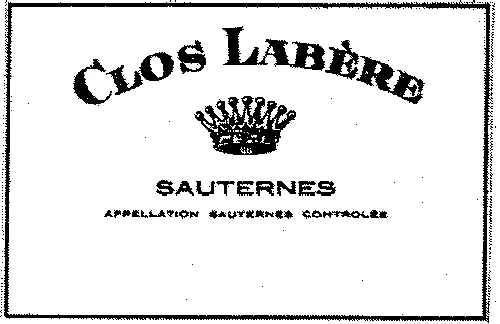 CLOS LABÈRE
SAUTERNES
APPELLATION SAUTERNES CONTROLÉE